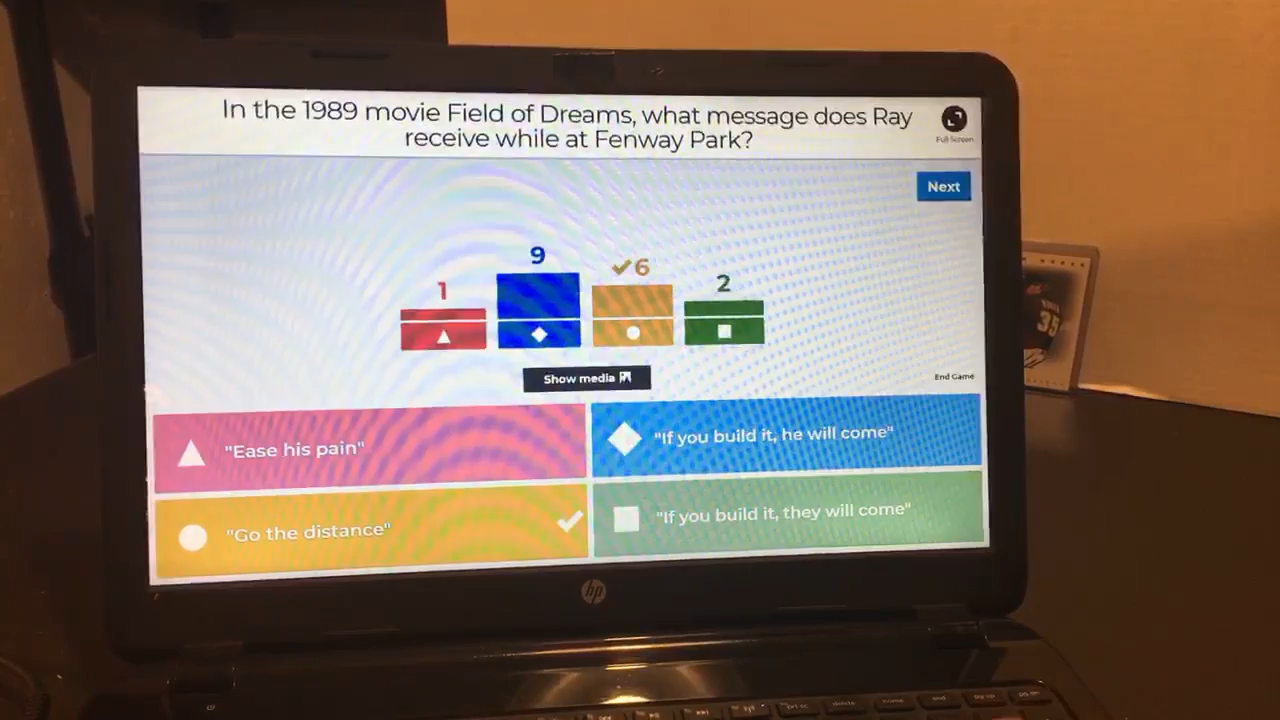 In the 1989 movie Field of Dreams, what message does Ray
receive while at Fenway Park?
Full Screen
Next
1
9
6
2
Show media
End Game
"Ease his pain"
"If you build it, he will come"
"Go the distance"
"If you build it, they will come"
hp
35